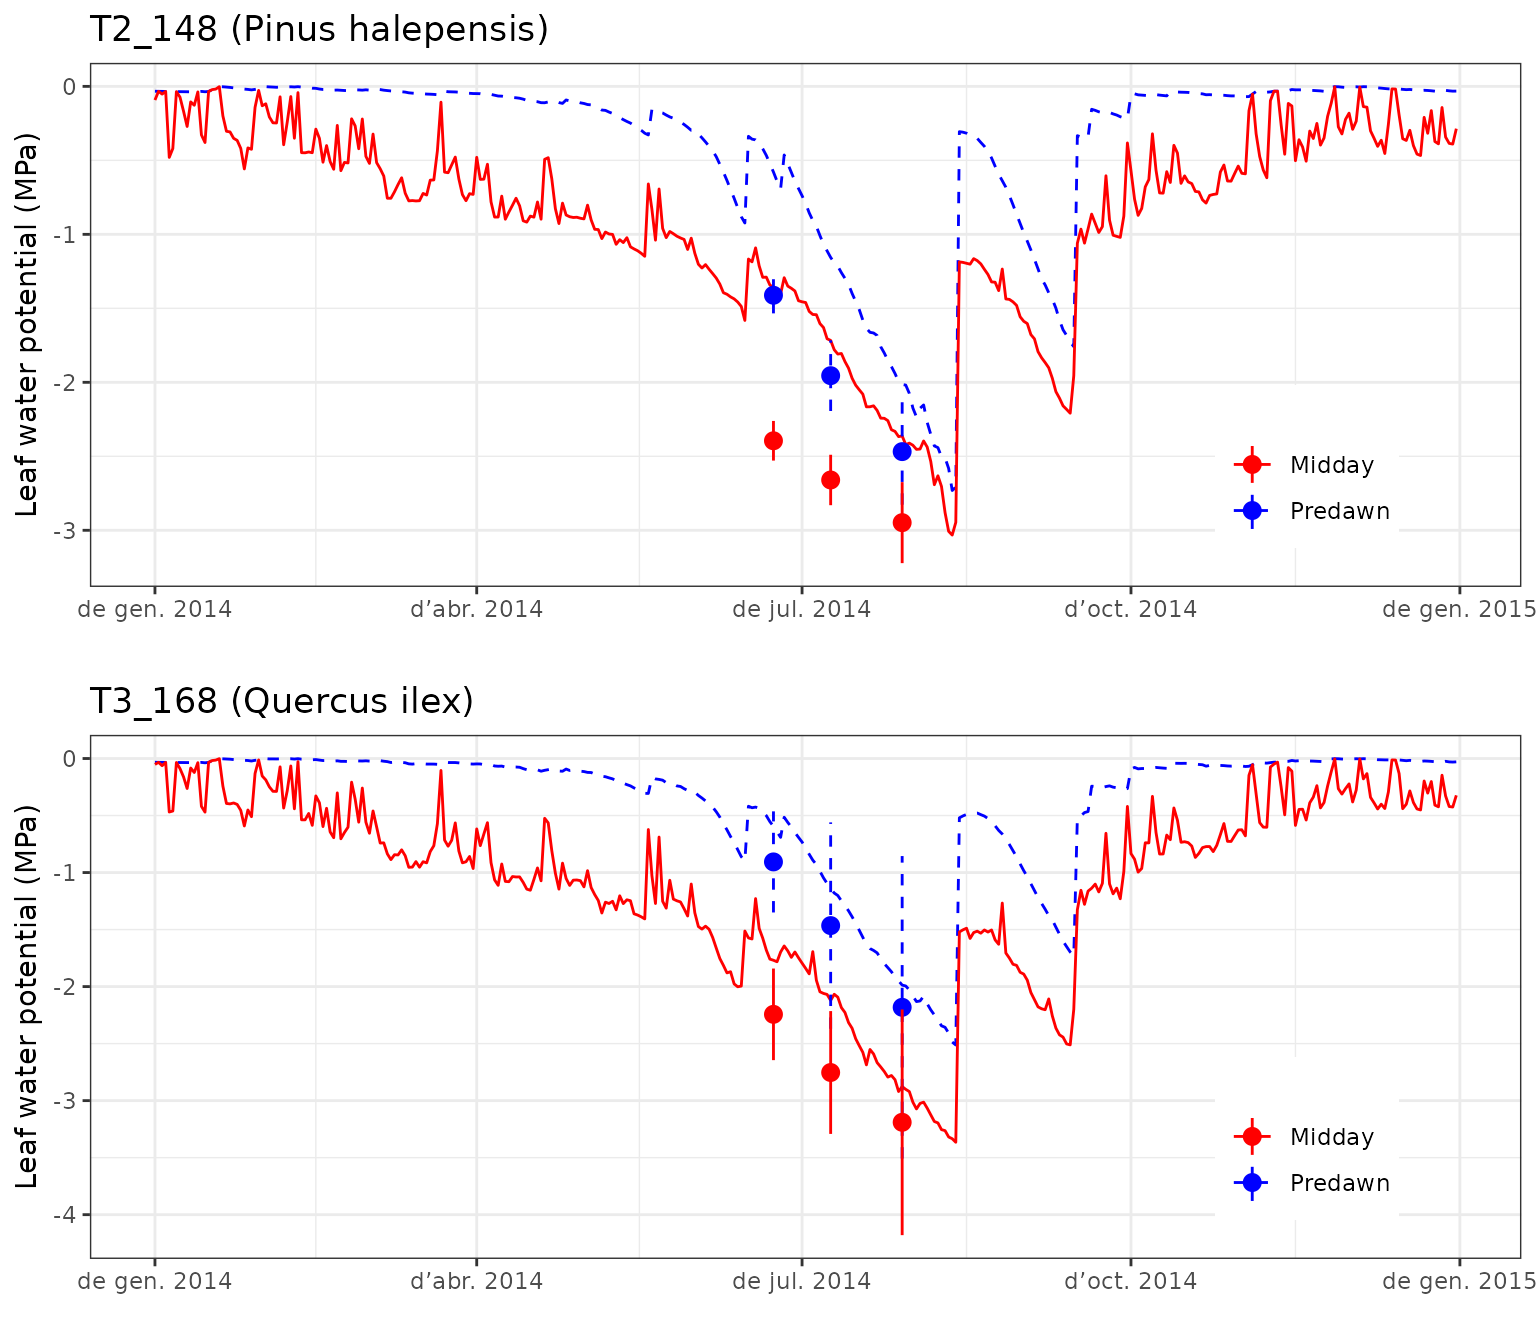 T2_148 (Pinus halepensis)
Leaf water potential (MPa)
0
-1
-2
-3
Midday
Predawn
de gen. 2014
d’abr. 2014
de jul. 2014
d’oct. 2014
de gen. 2015
T3_168 (Quercus ilex)
Leaf water potential (MPa)
0
-1
-2
-3
-4
Midday
Predawn
de gen. 2014
d’abr. 2014
de jul. 2014
d’oct. 2014
de gen. 2015